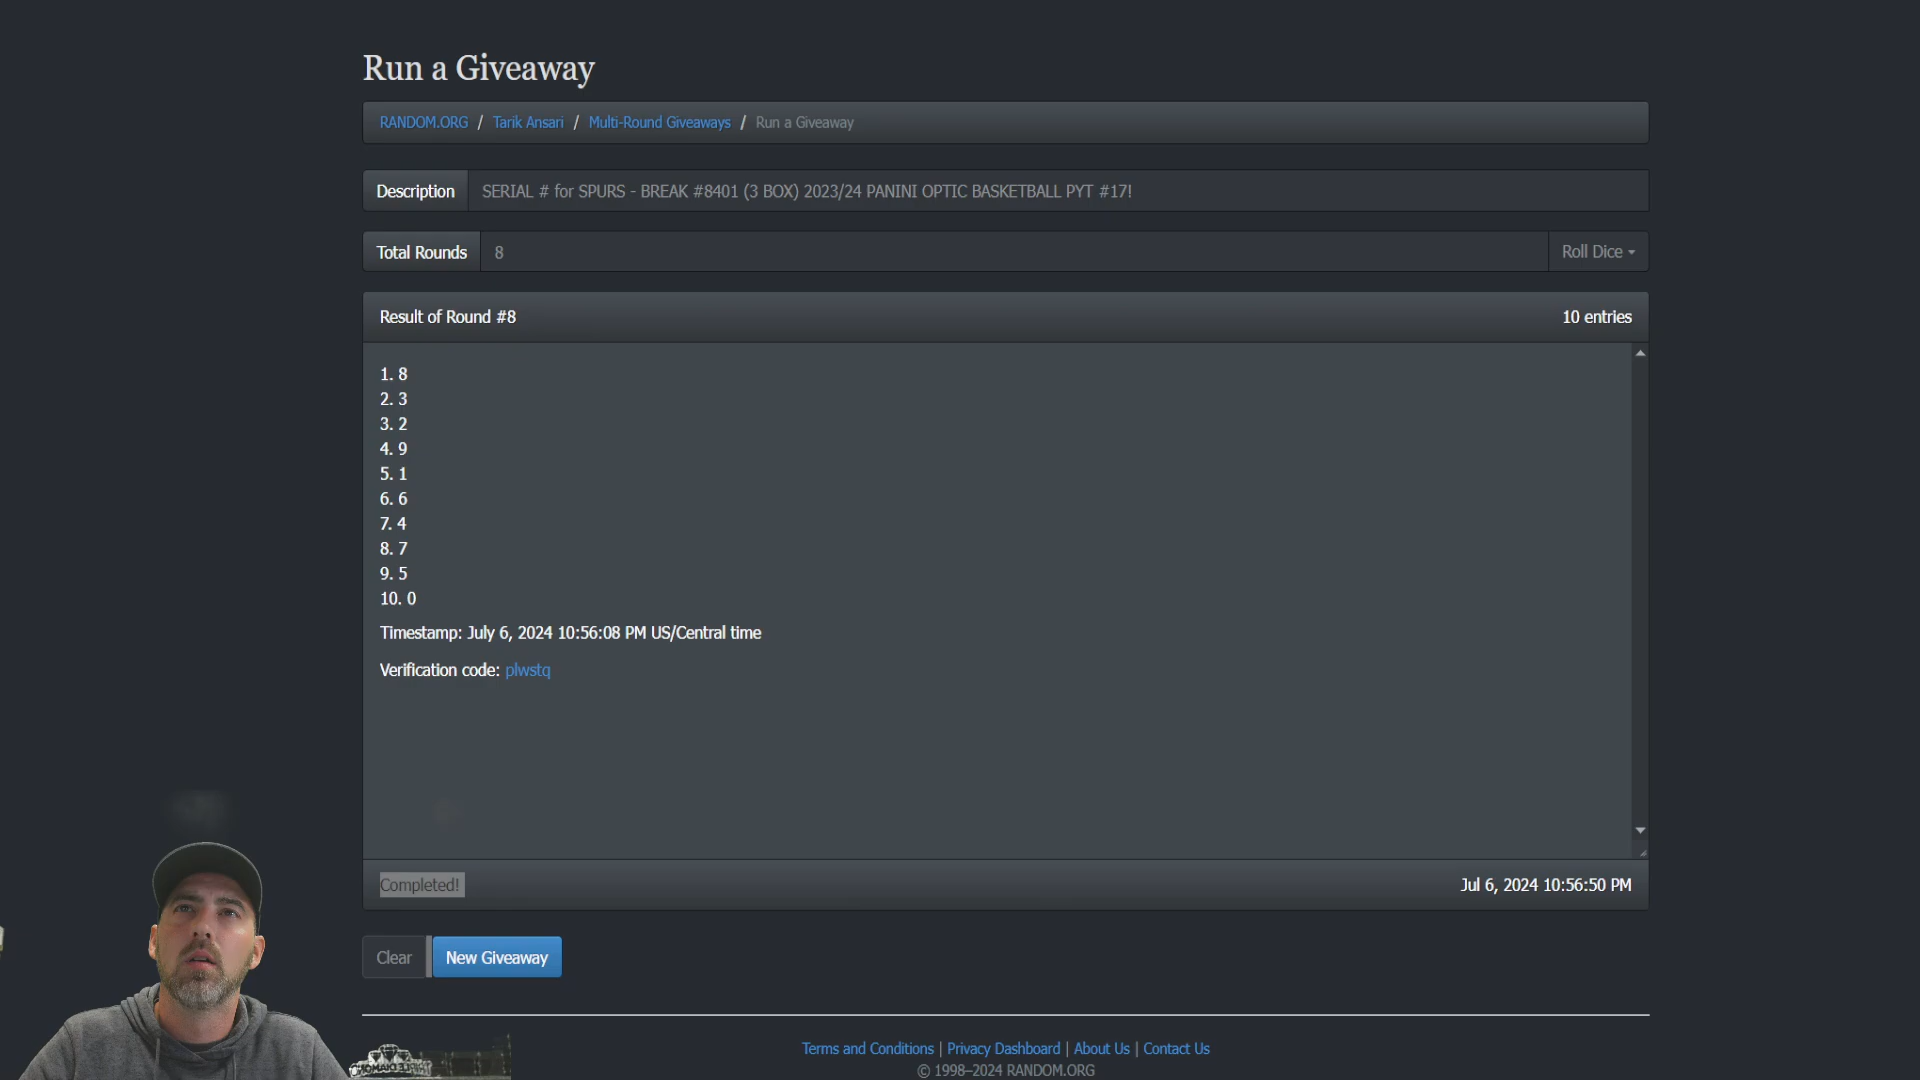 Run a Giveaway
RANDOM.ORG / Tarik Ansari / Multi-Round Giveaways / Run a Giveaway
Description SERIAL # for SPURS - BREAK #8401 (3 BOX) 2023/24 PANINI OPTIC BASKETBALL PYT #17!
Total Rounds 8 Roll Dice
Result of Round #8 10 entries
1. 8
2. 3
3. 2
4. 9
5. 1
6. 6
7. 4
8. 7
9. 5
10. 0
Timestamp: July 6, 2024 10:56:08 PM US/Central time
Verification code: plwstq
Completed! Jul 6, 2024 10:56:50 PM
Clear New Giveaway
Terms and Conditions | Privacy Dashboard | About Us | Contact Us
© 1998–2024 RANDOM.ORG